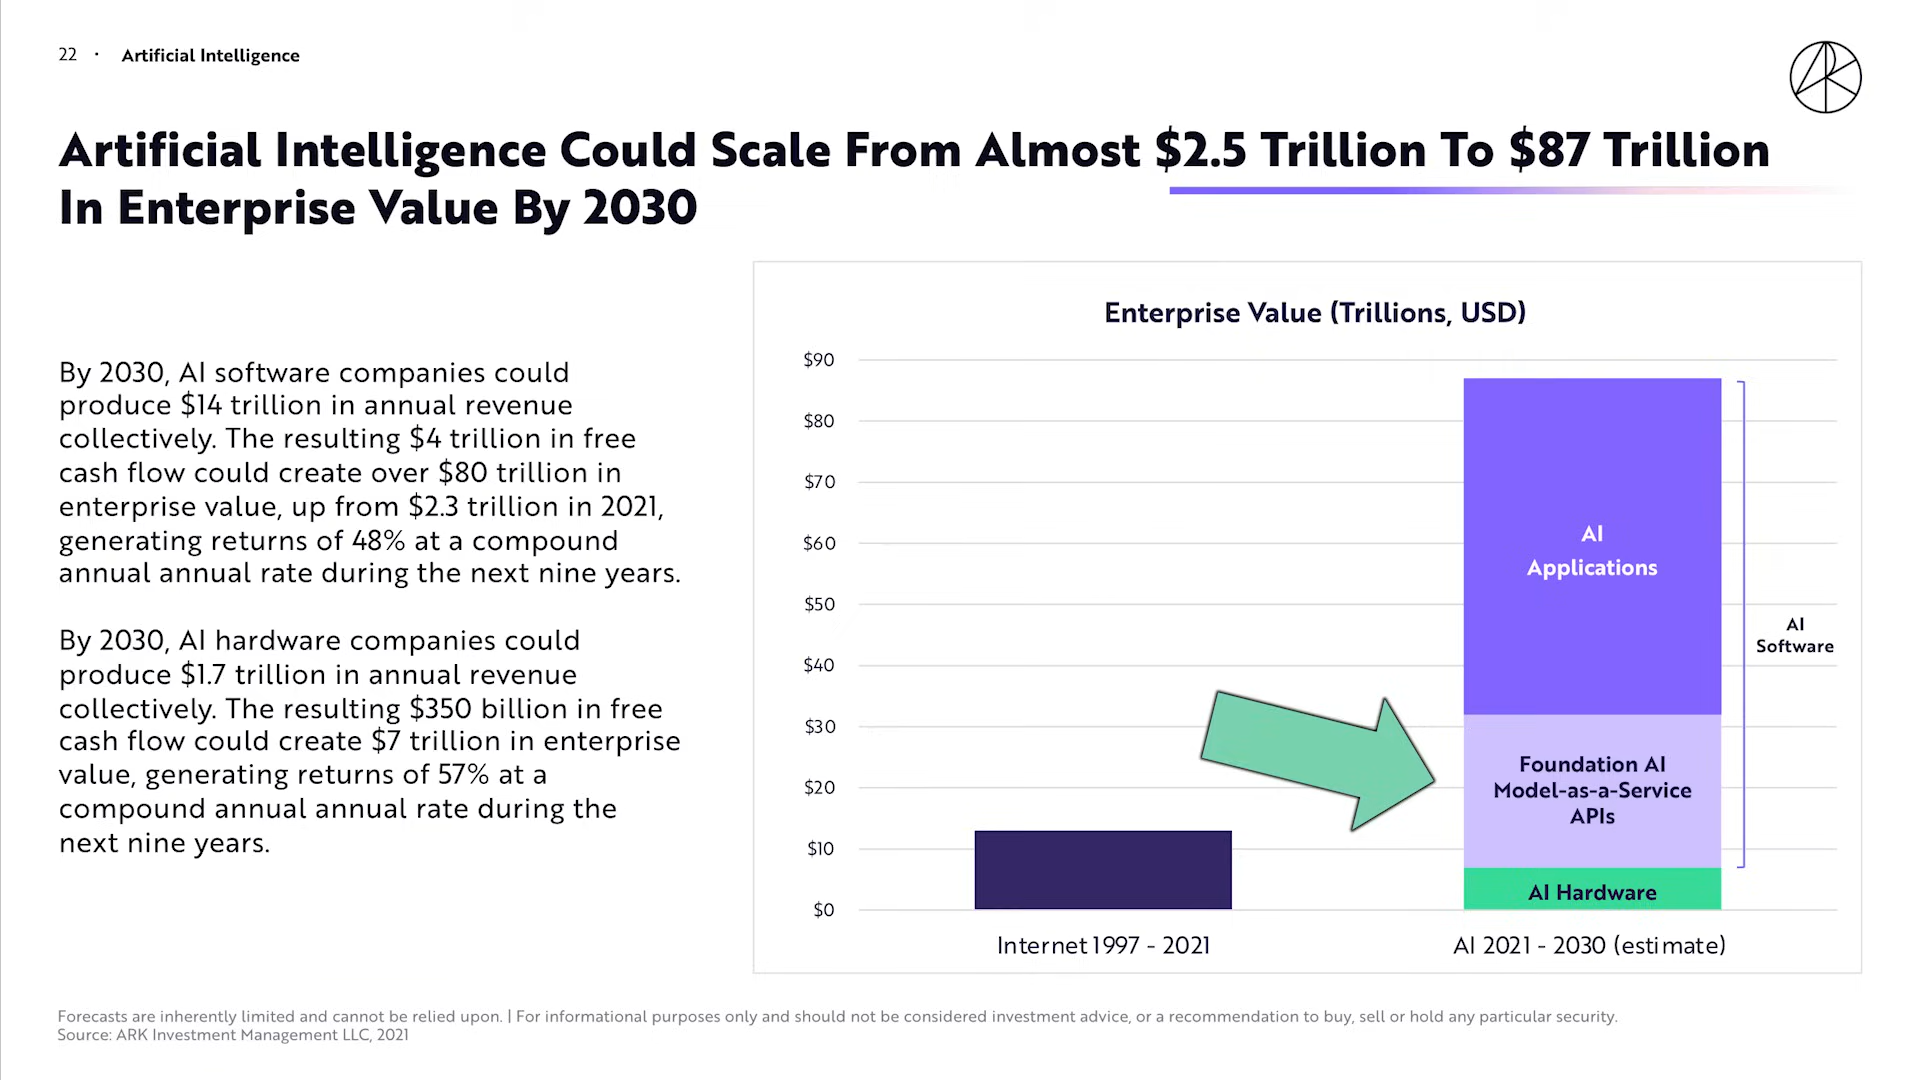 22 · Artificial Intelligence
ARK
Artificial Intelligence Could Scale From Almost $2.5 Trillion To $87 Trillion
In Enterprise Value By 2030
By 2030, AI software companies could
produce $14 trillion in annual revenue
collectively. The resulting $4 trillion in free
cash flow could create over $80 trillion in
enterprise value, up from $2.3 trillion in 2021,
generating returns of 48% at a compound
annual annual rate during the next nine years.
By 2030, AI hardware companies could
produce $1.7 trillion in annual revenue
collectively. The resulting $350 billion in free
cash flow could create $7 trillion in enterprise
value, generating returns of 57% at a
compound annual annual rate during the
next nine years.
Enterprise Value (Trillions, USD)
$90
$80
$70
$60
$50
$40
$30
$20
$10
$0
AI
Applications
AI
Software
Foundation AI
Model-as-a-Service
APIs
AI Hardware
Internet 1997 - 2021
AI 2021 - 2030 (estimate)
Forecasts are inherently limited and cannot be relied upon. | For informational purposes only and should not be considered investment advice, or a recommendation to buy, sell or hold any particular security.
Source: ARK Investment Management LLC, 2021